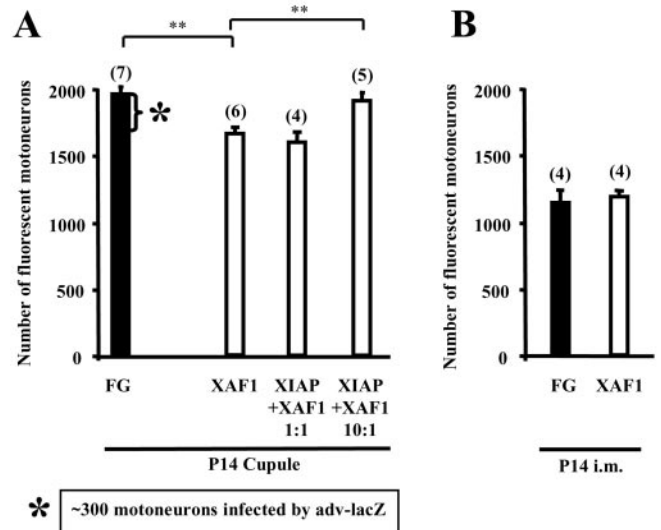 A
B
** **
Number of fluorescent motoneurons
2000
1500
1000
500
0
(7)
*
(6)
(4)
(5)
FG
XAF1
XIAP
+XAF1
1:1
XIAP
+XAF1
10:1
P14 Cupule
* ~300 motoneurons infected by adv-lacZ
Number of fluorescent motoneurons
2000
1500
1000
500
0
(4) (4)
FG XAF1
P14 i.m.